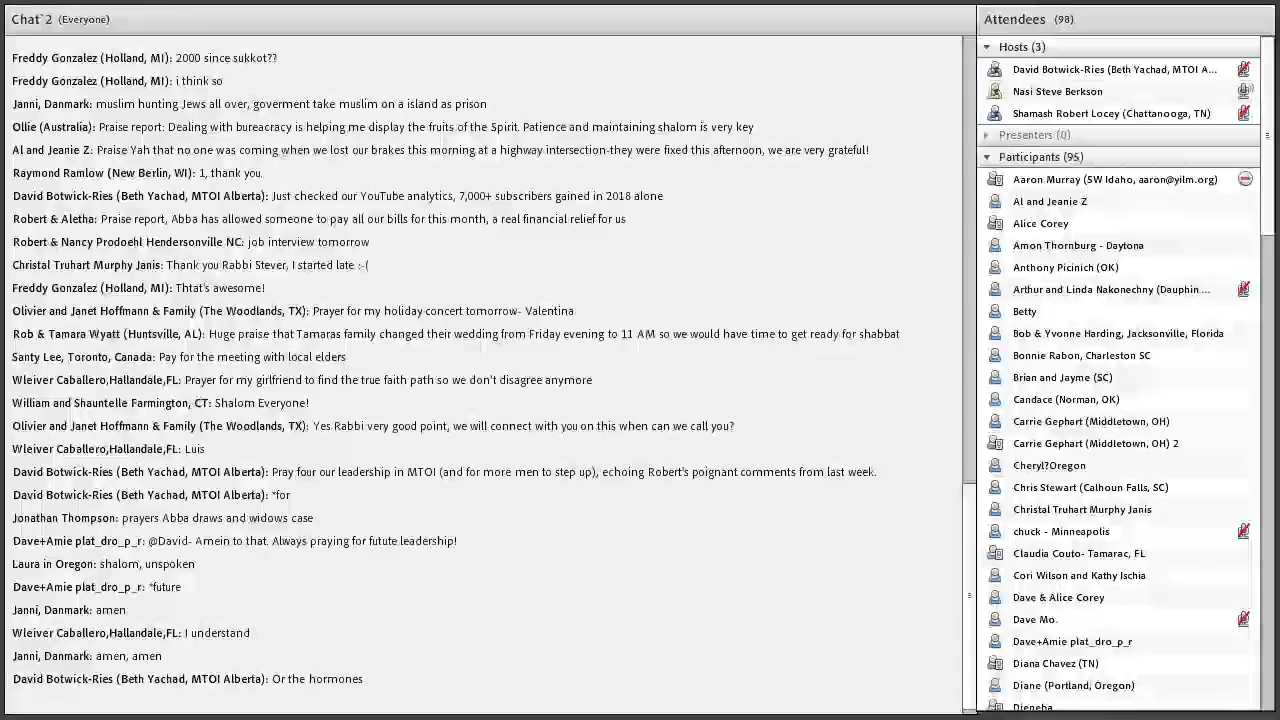 Chat 2 (Everyone)
Freddy Gonzalez (Holland, MI): 2000 since sukkot??
Freddy Gonzalez (Holland, MI): i think so
Janni, Danmark: muslim hunting Jews all over, goverment take muslim on a island as prison
Ollie (Australia): Praise report: Dealing with bureacracy is helping me display the fruits of the Spirit. Patience and maintaining shalom is very key
Al and Jeanie Z: Praise Yah that no one was coming when we lost our brakes this morning at a highway intersection-they were fixed this afternoon, we are very grateful!
Raymond Ramlow (New Berlin, WI): 1, thank you.
David Botwick-Ries (Beth Yachad, MTOI Alberta): Just checked our YouTube analytics, 7,000+ subscribers gained in 2018 alone
Robert & Aletha: Praise report, Abba has allowed someone to pay all our bills for this month, a real financial relief for us
Robert & Nancy Prodoehl Hendersonville NC: job interview tomorrow
Christal Truhart Murphy Janis: Thank you Rabbi Stever, I started late :-(
Freddy Gonzalez (Holland, MI): Thtat's awesome!
Olivier and Janet Hoffmann & Family (The Woodlands, TX): Prayer for my holiday concert tomorrow- Valentina
Rob & Tamara Wyatt (Huntsville, AL): Huge praise that Tamaras family changed their wedding from Friday evening to 11 AM so we would have time to get ready for shabbat
Santy Lee, Toronto, Canada: Pay for the meeting with local elders
Wleiver Caballero,Hallandale,FL: Prayer for my girlfriend to find the true faith path so we don't disagree anymore
William and Shauntelle Farmington, CT: Shalom Everyone!
Olivier and Janet Hoffmann & Family (The Woodlands, TX): Yes Rabbi very good point, we will connect with you on this when can we call you?
Wleiver Caballero,Hallandale,FL: Luis
David Botwick-Ries (Beth Yachad, MTOI Alberta): Pray four our leadership in MTOI (and for more men to step up), echoing Robert's poignant comments from last week.
David Botwick-Ries (Beth Yachad, MTOI Alberta): *for
Jonathan Thompson: prayers Abba draws and widows case
Dave+Amie plat_dro_p_r: @David- Amein to that. Always praying for futute leadership!
Laura in Oregon: shalom, unspoken
Dave+Amie plat_dro_p_r: *future
Janni, Danmark: amen
Wleiver Caballero,Hallandale,FL: I understand
Janni, Danmark: amen, amen
David Botwick-Ries (Beth Yachad, MTOI Alberta): Or the hormones
Attendees (98)
Hosts (3)
David Botwick-Ries (Beth Yachad, MTOI A...
Nasi Steve Berkson
Shamash Robert Locey (Chattanooga, TN)
Presenters (0)
Participants (95)
Aaron Murray (SW Idaho, aaron@yilm.org)
Al and Jeanie Z
Alice Corey
Amon Thornburg - Daytona
Anthony Picinich (OK)
Arthur and Linda Nakonechny (Dauphin ...
Betty
Bob & Yvonne Harding, Jacksonville, Florida
Bonnie Rabon, Charleston SC
Brian and Jayme (SC)
Candace (Norman, OK)
Carrie Gephart (Middletown, OH)
Carrie Gephart (Middletown, OH) 2
Cheryl?Oregon
Chris Stewart (Calhoun Falls, SC)
Christal Truhart Murphy Janis
chuck - Minneapolis
Claudia Couto- Tamarac, FL
Cori Wilson and Kathy Ischia
Dave & Alice Corey
Dave Mo.
Dave+Amie plat_dro_p_r
Diana Chavez (TN)
Diane (Portland, Oregon)
Dieneba